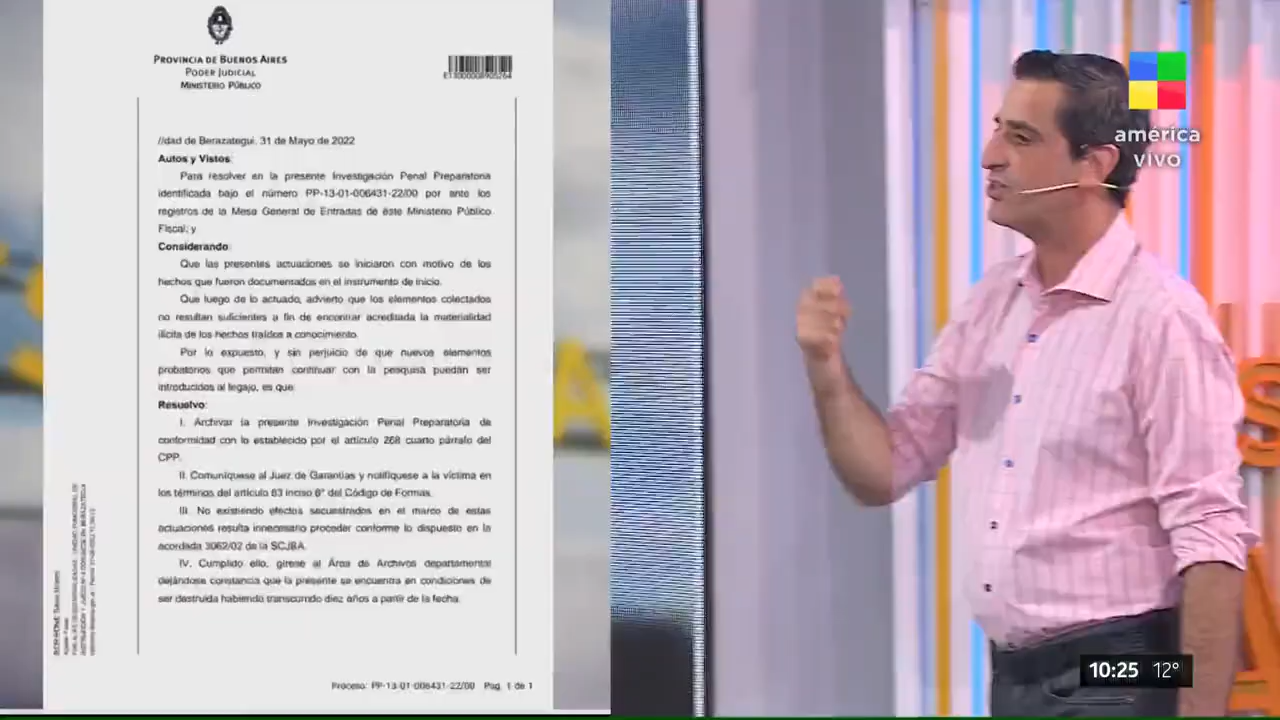 PROVINCIA DE BUENOS AIRES
PODER JUDICIAL
MINISTERIO PÚBLICO
//dad de Berazategui, 31 de Mayo de 2022
Autos y Vistos:
Para resolver en la presente Investigación Penal Preparatoria
identificada bajo el número PP-13-01-006431-22/00 por ante los
registros de la Mesa General de Entradas de éste Ministerio Público
Fiscal; y
Considerando:
Que las presentes actuaciones se iniciaron con motivo de los
hechos que fueron documentados en el instrumento de inicio.
Que luego de lo actuado, advierto que los elementos colectados
no resultan suficientes a fin de encontrar acreditada la materialidad
ilícita de los hechos traídos a conocimiento.
Por lo expuesto, y sin perjuicio de que nuevos elementos
probatorios que permitan continuar con la pesquisa puedan ser
introducidos al legajo, es que:
Resuelvo:
I. Archivar la presente Investigación Penal Preparatoria de
conformidad con lo establecido por el artículo 268 cuarto párrafo del
CPP.
II. Comuníquese al Juez de Garantías y notifíquese a la víctima en
los términos del artículo 83 inciso 8° del Código de Formas.
III. No existiendo efectos secuestrados en el marco de estas
actuaciones resulta innecesario proceder conforme lo dispuesto en la
acordada 3062/02 de la SCJBA.
IV. Cumplido ello, gírese al Área de Archivos departamental
dejándose constancia que la presente se encuentra en condiciones de
ser destruida habiendo transcurrido diez años a partir de la fecha.
Proceso: PP-13-01-006431-22/00 Pag. 1 de 1
américa
vivo
10:25 12°